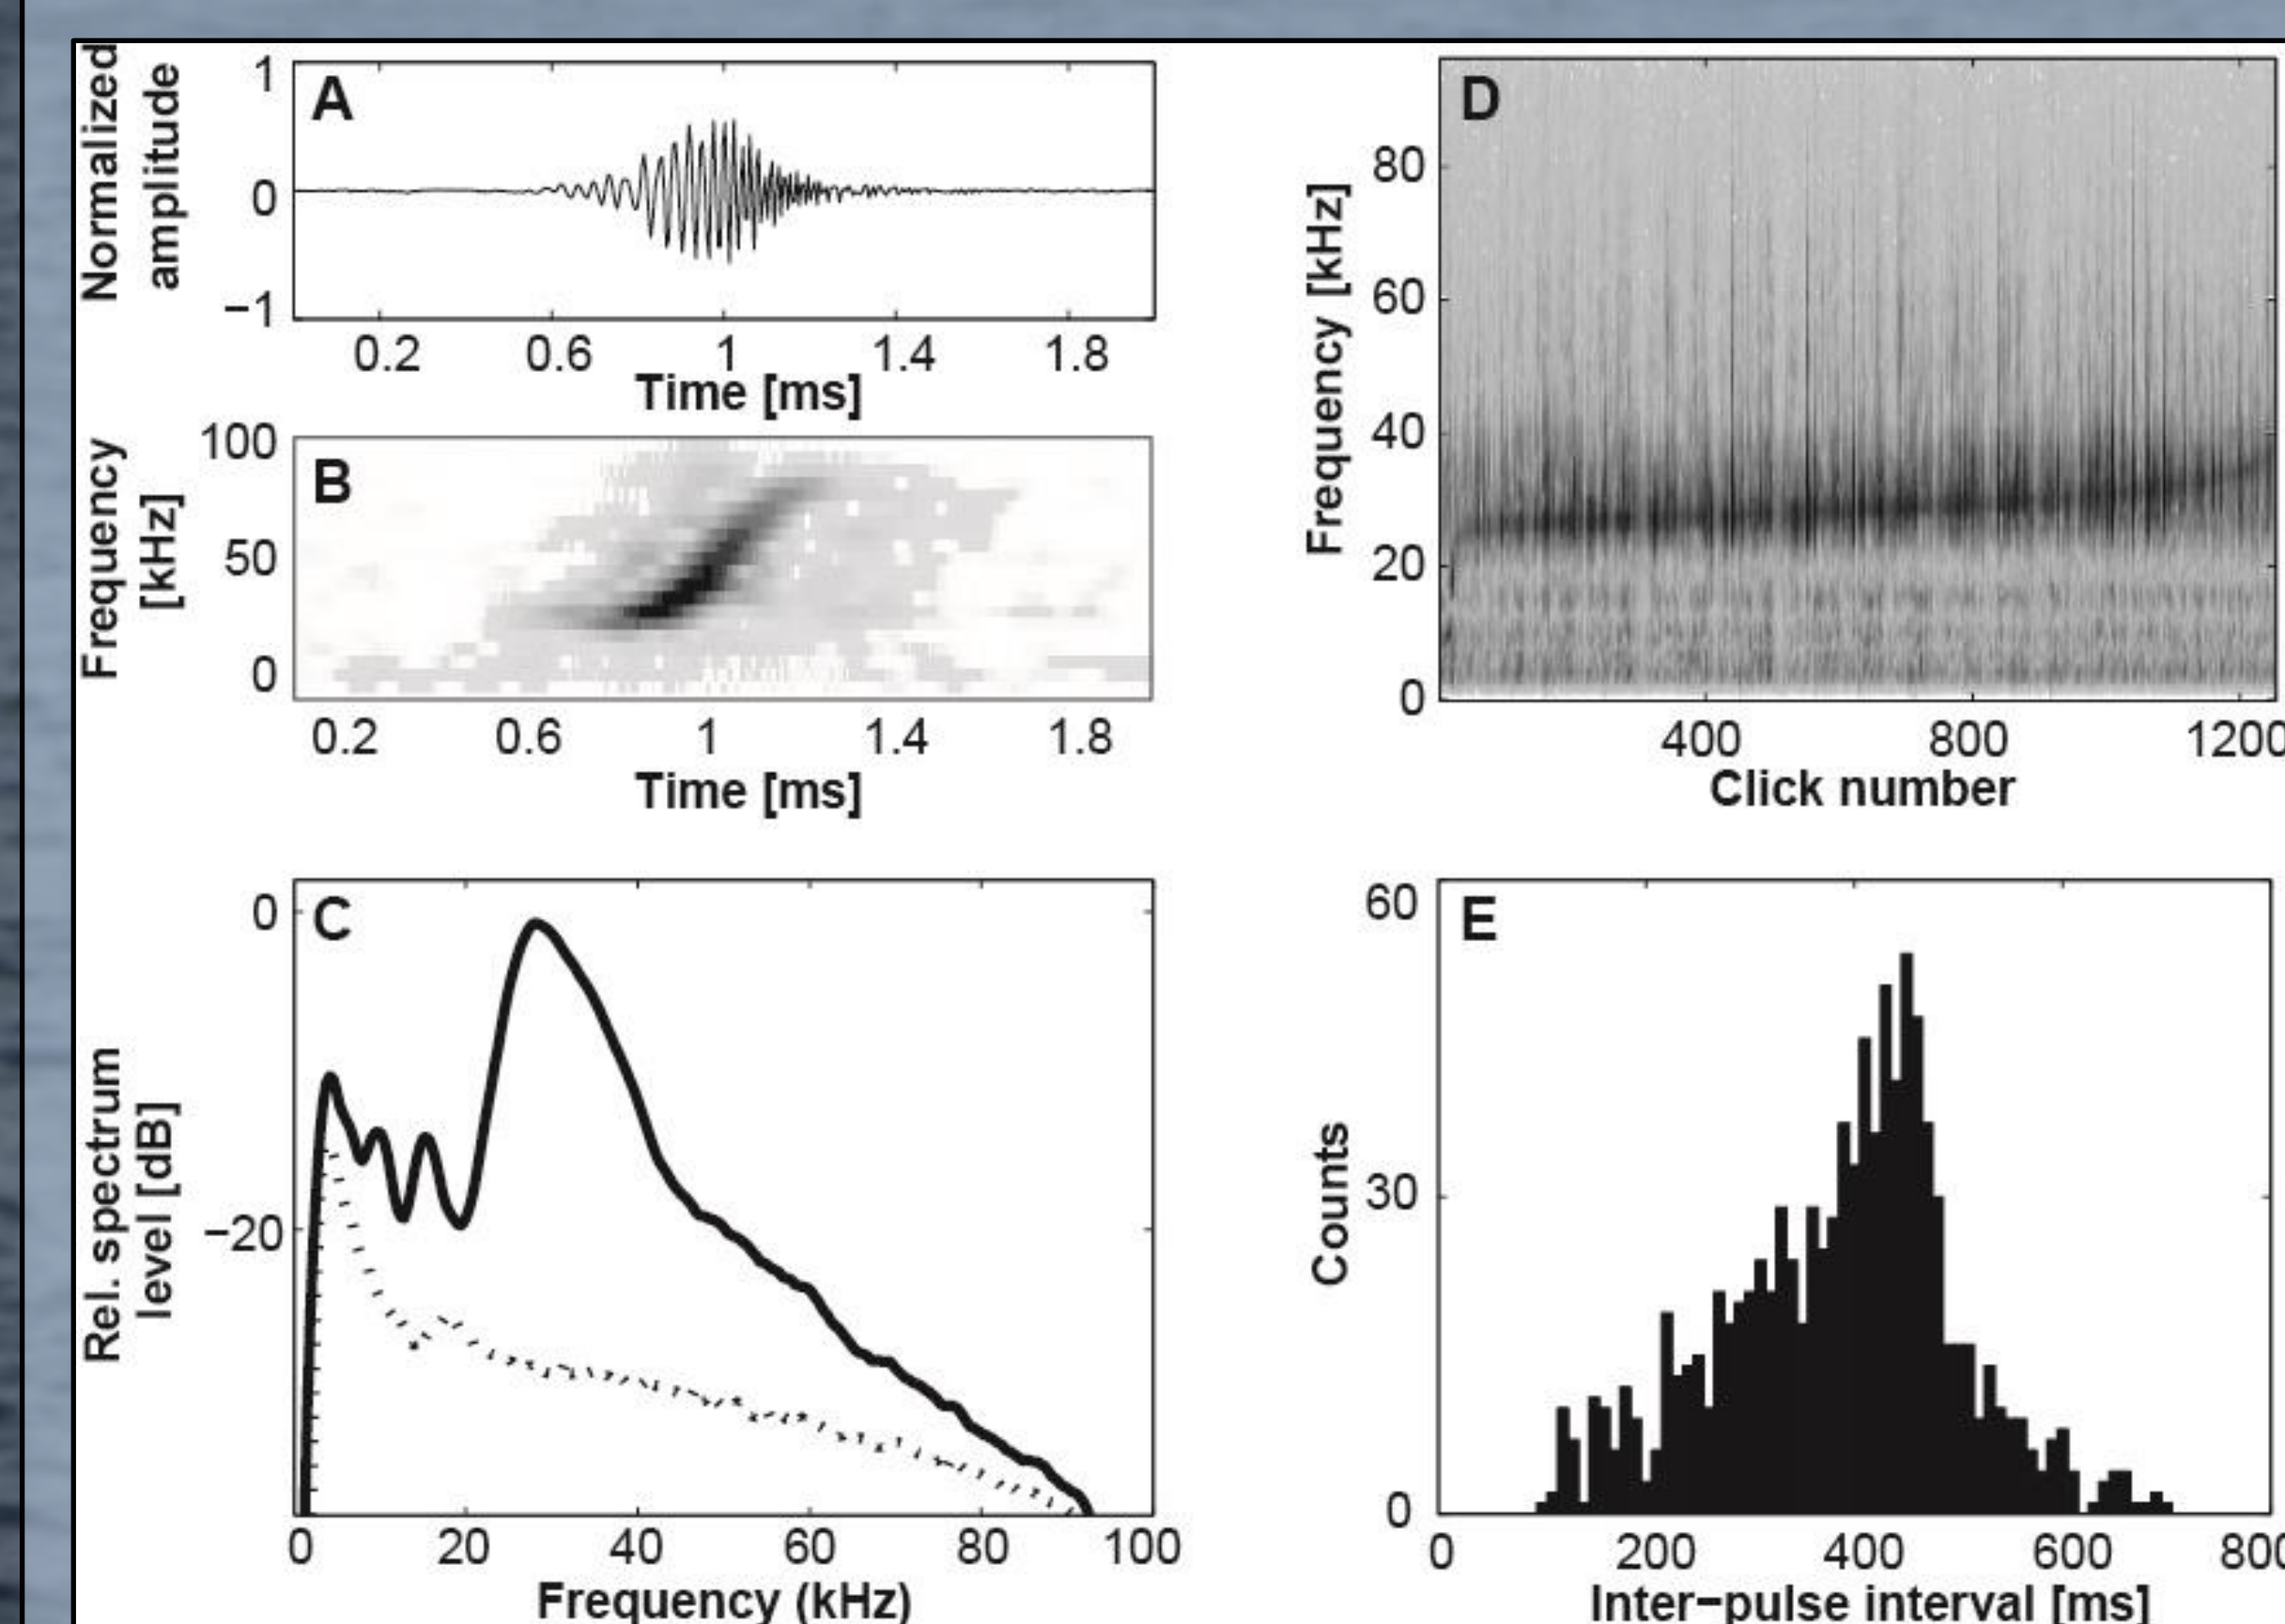 Normalized
amplitude
1
0
−1
A
0.2 0.6 1 1.4 1.8
Time [ms]
Frequency
[kHz]
100
50
0
B
0.2 0.6 1 1.4 1.8
Time [ms]
Rel. spectrum
level [dB]
0
−20
C
0 20 40 60 80 100
Frequency (kHz)
Frequency [kHz]
80
60
40
20
0
D
400 800 1200
Click number
Counts
60
30
0
E
0 200 400 600 800
Inter−pulse interval [ms]